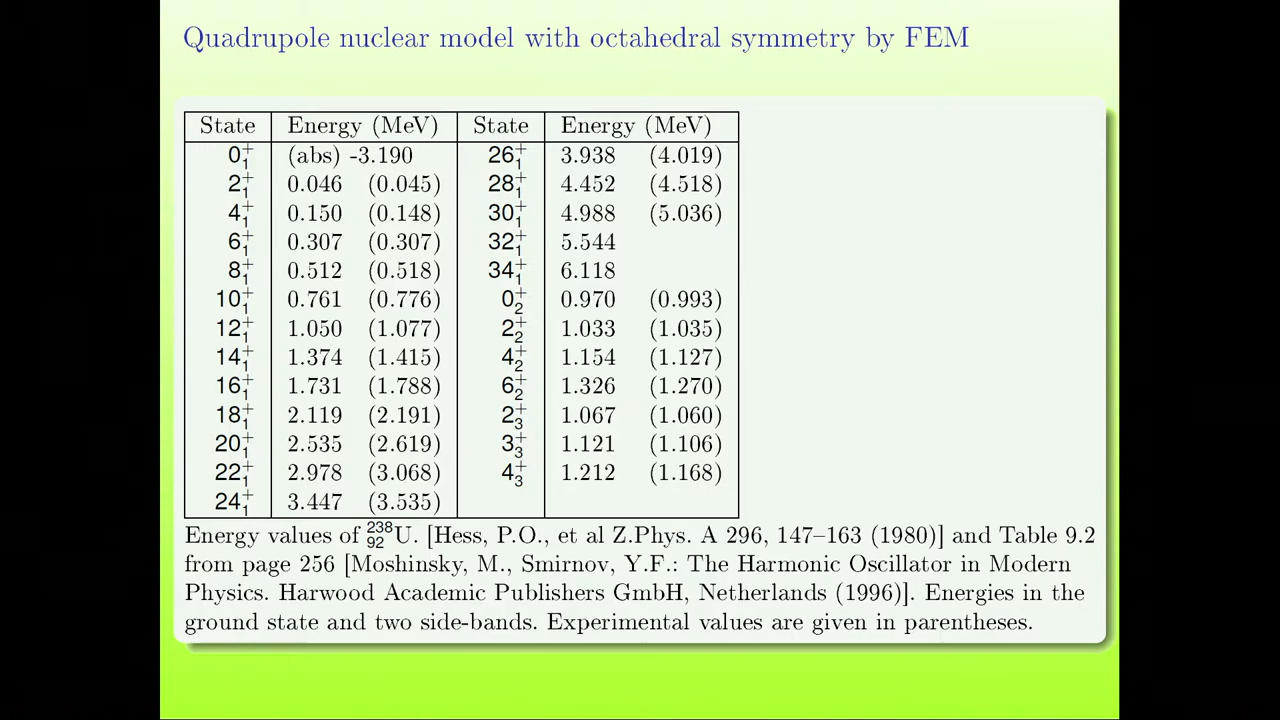 Quadrupole nuclear model with octahedral symmetry by FEM
State Energy (MeV) State Energy (MeV)
0₁⁺ (abs) -3.190 26₁⁺ 3.938 (4.019)
2₁⁺ 0.046 (0.045) 28₁⁺ 4.452 (4.518)
4₁⁺ 0.150 (0.148) 30₁⁺ 4.988 (5.036)
6₁⁺ 0.307 (0.307) 32₁⁺ 5.544
8₁⁺ 0.512 (0.518) 34₁⁺ 6.118
10₁⁺ 0.761 (0.776) 0₂⁺ 0.970 (0.993)
12₁⁺ 1.050 (1.077) 2₂⁺ 1.033 (1.035)
14₁⁺ 1.374 (1.415) 4₂⁺ 1.154 (1.127)
16₁⁺ 1.731 (1.788) 6₂⁺ 1.326 (1.270)
18₁⁺ 2.119 (2.191) 2₃⁺ 1.067 (1.060)
20₁⁺ 2.535 (2.619) 3₃⁺ 1.121 (1.106)
22₁⁺ 2.978 (3.068) 4₃⁺ 1.212 (1.168)
24₁⁺ 3.447 (3.535)
Energy values of ²³⁸₉₂U. [Hess, P.O., et al Z.Phys. A 296, 147–163 (1980)] and Table 9.2
from page 256 [Moshinsky, M., Smirnov, Y.F.: The Harmonic Oscillator in Modern
Physics. Harwood Academic Publishers GmbH, Netherlands (1996)]. Energies in the
ground state and two side-bands. Experimental values are given in parentheses.